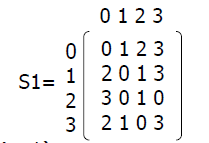 0 1 2 3
0 0 1 2 3
S1= 1 2 0 1 3
2 3 0 1 0
3 2 1 0 3